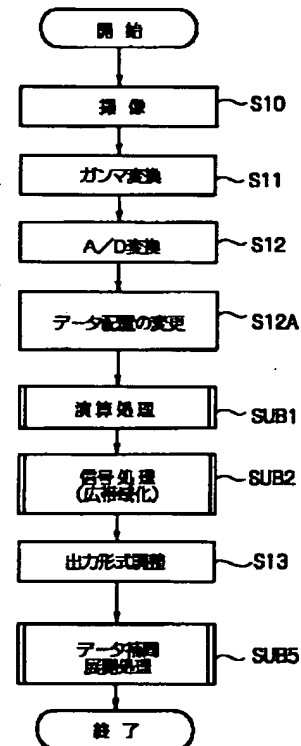 開始
撮像
S10
ガンマ変換
S11
A/D変換
S12
データ配置の変更
S12A
演算処理
SUB1
信号処理
(広帯域化)
SUB2
出力形式調整
S13
データ補間
展開処理
SUB5
終了